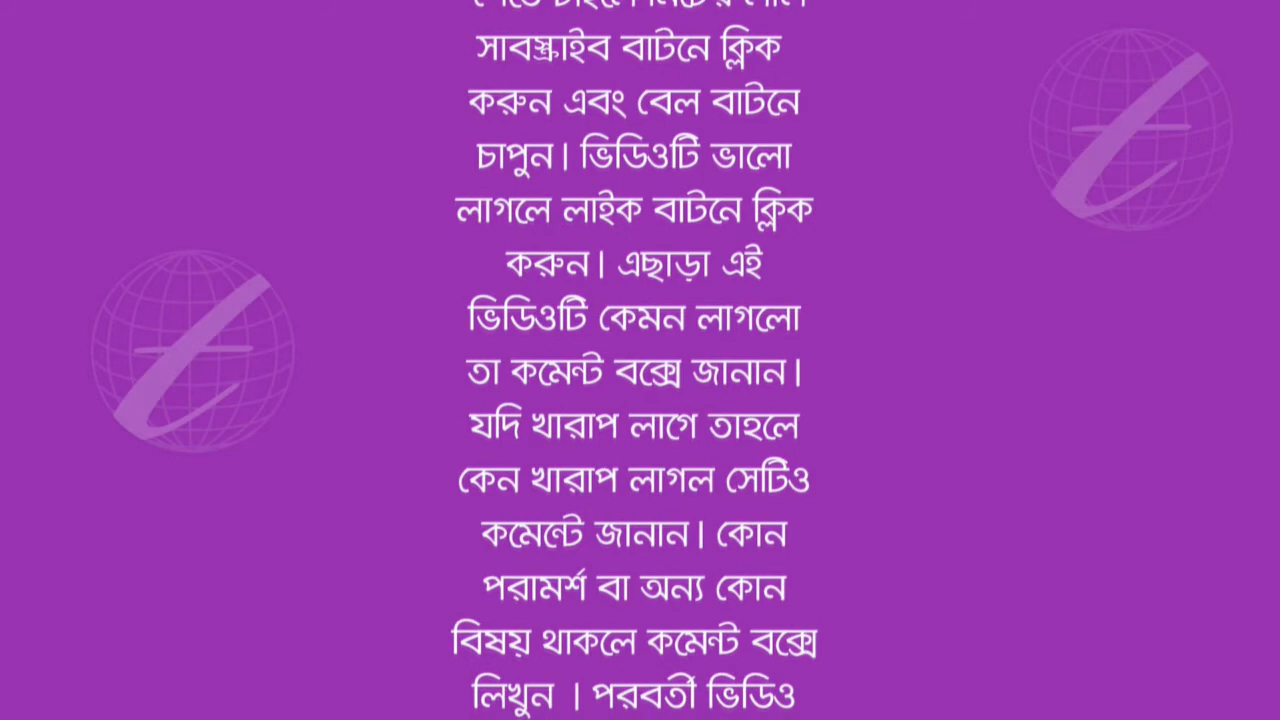 পেতে চাইলে নিচের লাল
সাবস্ক্রাইব বাটনে ক্লিক
করুন এবং বেল বাটনে
চাপুন। ভিডিওটি ভালো
লাগলে লাইক বাটনে ক্লিক
করুন। এছাড়া এই
ভিডিওটি কেমন লাগলো
তা কমেন্ট বক্সে জানান।
যদি খারাপ লাগে তাহলে
কেন খারাপ লাগল সেটিও
কমেন্টে জানান। কোন
পরামর্শ বা অন্য কোন
বিষয় থাকলে কমেন্ট বক্সে
লিখুন । পরবর্তী ভিডিও